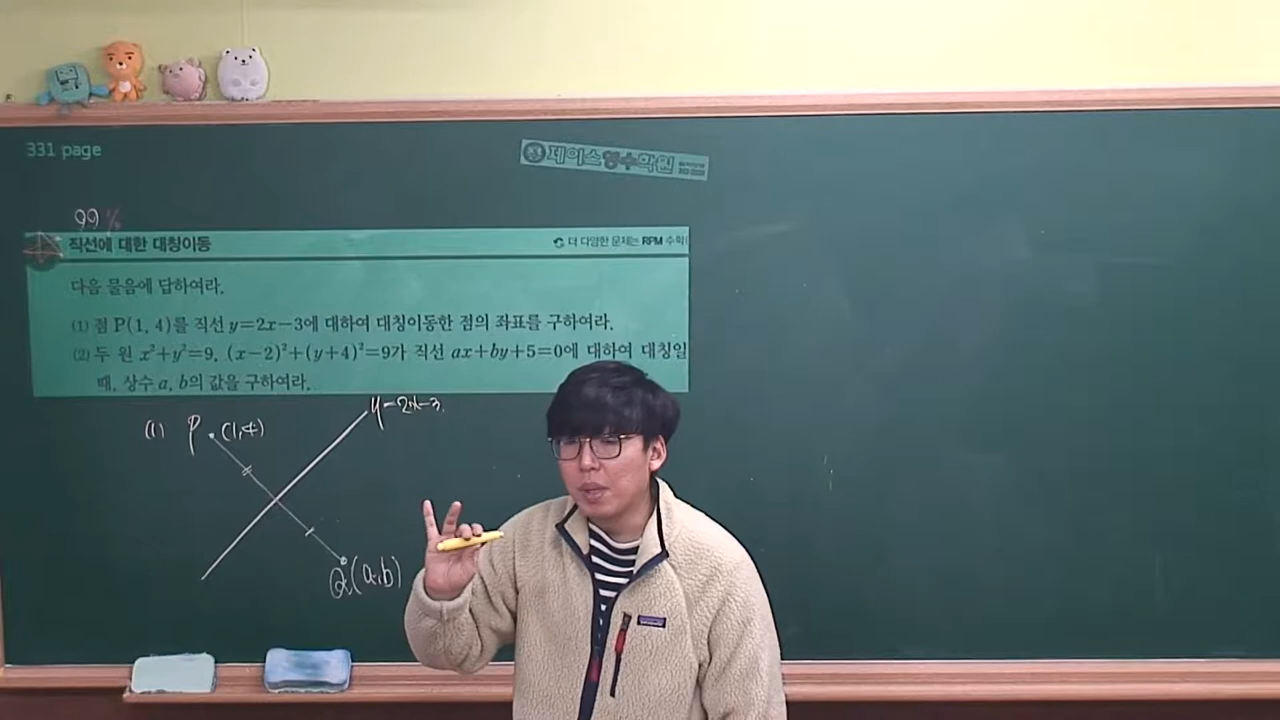 331 page
제이스영수학원
99%
직선에 대한 대칭이동
더 다양한 문제는 RPM 수학(
다음 물음에 답하여라.
(1) 점 P(1, 4)를 직선 y=2x-3에 대하여 대칭이동한 점의 좌표를 구하여라.
(2) 두 원 x²+y²=9, (x-2)²+(y+4)²=9가 직선 ax+by+5=0에 대하여 대칭일
때, 상수 a, b의 값을 구하여라.
(1) P (1,4)
y=2x-3.
Q(a,b)